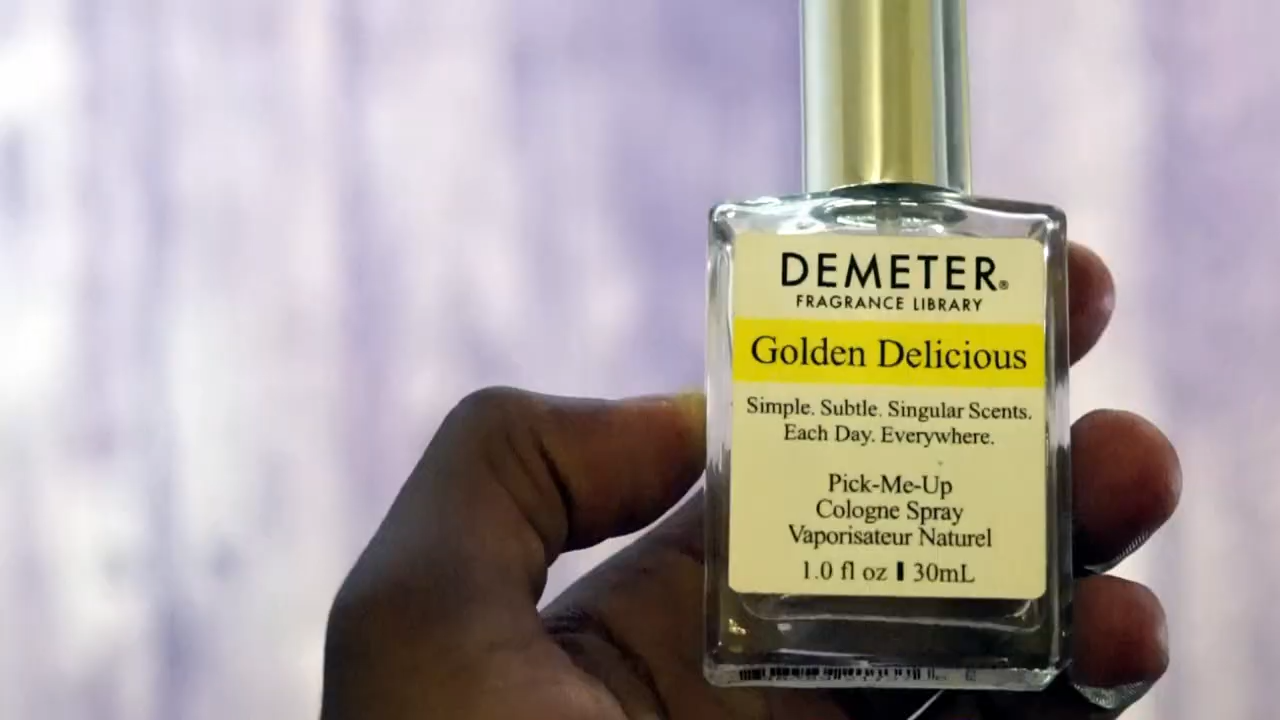 DEMETER®
FRAGRANCE LIBRARY
Golden Delicious
Simple. Subtle. Singular Scents.
Each Day. Everywhere.
Pick-Me-Up
Cologne Spray
Vaporisateur Naturel
1.0 fl oz ❚ 30mL